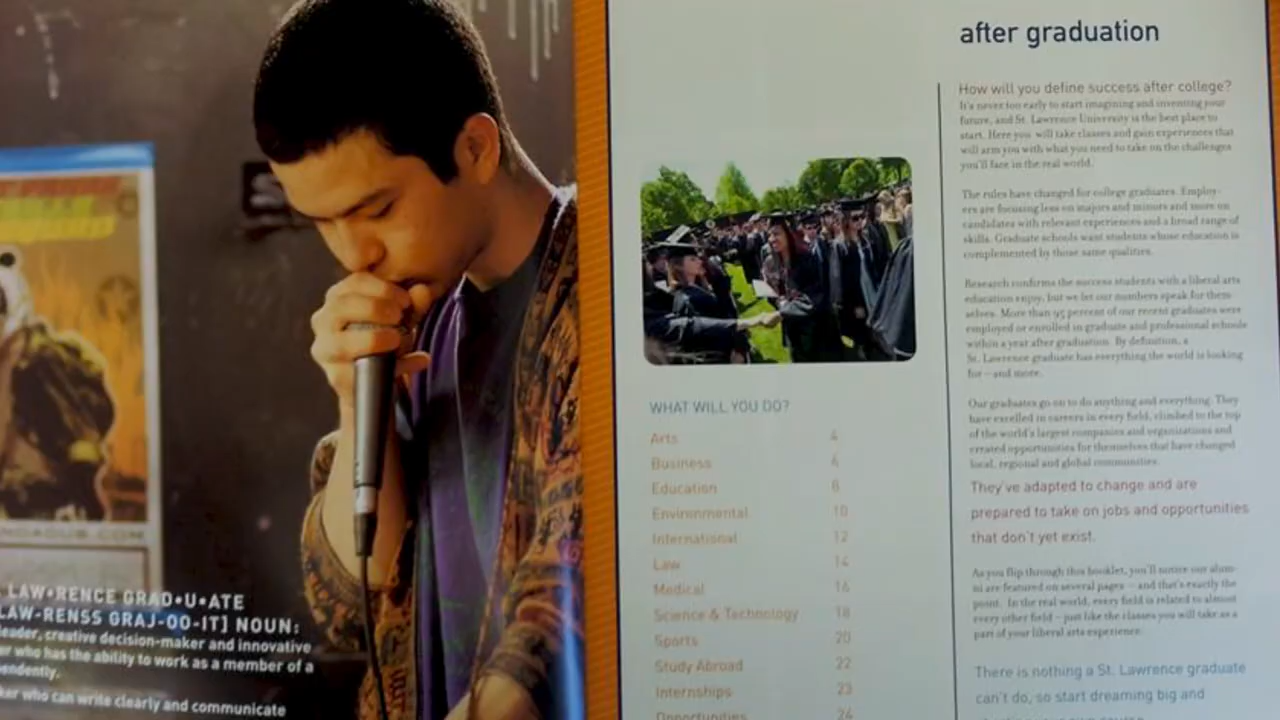 LAW•RENCE GRAD•U•ATE
LAW-RENSS GRAJ-OO-IT] NOUN:
leader, creative decision-maker and innovative
er who has the ability to work as a member of a
pendently.
ker who can write clearly and communicate
after graduation
How will you define success after college?
It's never too early to start imagining and inventing your
future, and St. Lawrence University is the best place to
start. Here you will take classes and gain experiences that
will arm you with what you need to take on the challenges
you'll face in the real world.
The rules have changed for college graduates. Employ-
ers are focusing less on majors and minors and more on
candidates with relevant experiences and a broad range of
skills. Graduate schools want students whose education is
complemented by those same qualities.
Research confirms the success students with a liberal arts
education enjoy, but we let our numbers speak for them-
selves. More than 95 percent of our recent graduates were
employed or enrolled in graduate and professional schools
within a year after graduation. By definition, a
St. Lawrence graduate has everything the world is looking
for – and more.
Our graduates go on to do anything and everything. They
have excelled in careers in every field, climbed to the top
of the world's largest companies and organizations and
created opportunities for themselves that have changed
local, regional and global communities.
They've adapted to change and are
prepared to take on jobs and opportunities
that don't yet exist.
As you flip through this booklet, you'll notice our alum-
ni are featured on several pages – and that's exactly the
point. In the real world, every field is related to almost
every other field – just like the classes you will take as a
part of your liberal arts experience.
There is nothing a St. Lawrence graduate
can't do, so start dreaming big and
WHAT WILL YOU DO?
Arts 4
Business 6
Education 8
Environmental 10
International 12
Law 14
Medical 16
Science & Technology 18
Sports 20
Study Abroad 22
Internships 23
Opportunities 24